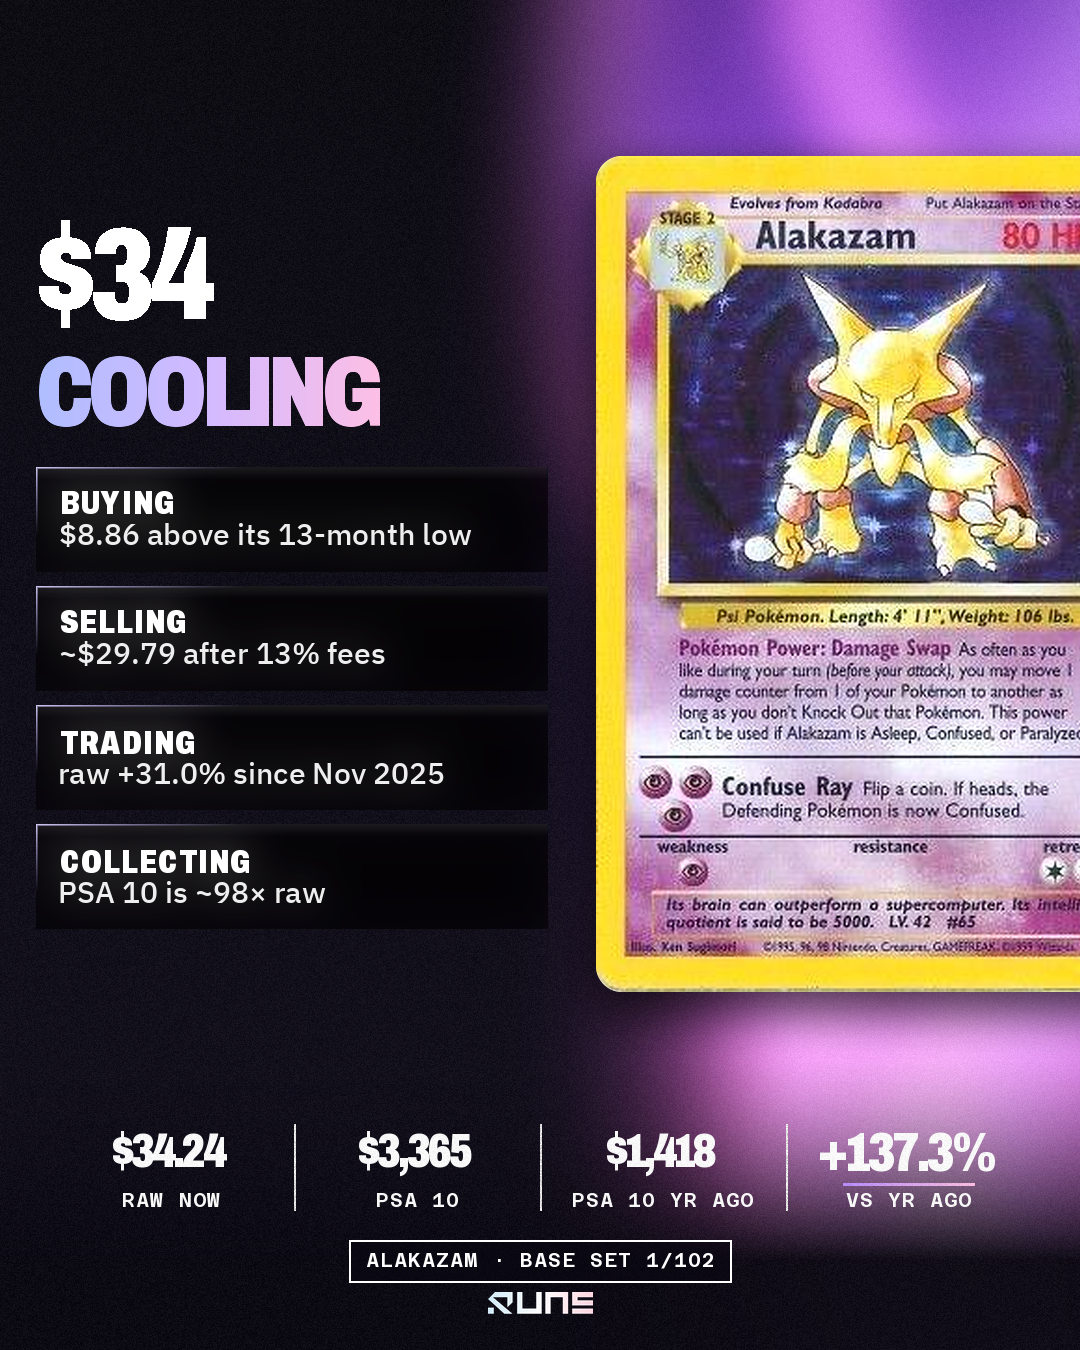 $34
COOLING
BUYING
$8.86 above its 13-month low
SELLING
~$29.79 after 13% fees
TRADING
raw +31.0% since Nov 2025
COLLECTING
PSA 10 is ~98× raw
Evolves from Kadabra Put Alakazam on the
STAGE 2
Alakazam 80
Psi Pokémon. Length: 4' 11", Weight: 106 lbs.
Pokémon Power: Damage Swap As often as you
like during your turn (before your attack), you may move 1
damage counter from 1 of your Pokémon to another as
long as you don't Knock Out that Pokémon. This power
can't be used if Alakazam is Asleep, Confused, or Paralyzed
Confuse Ray Flip a coin. If heads, the
Defending Pokémon is now Confused.
weakness resistance
Its brain can outperform a supercomputer. Its
quotient is said to be 5000. LV. 42 #65
Illus. Ken Sugimori ©1995, 96, 98 Nintendo, Creatures, GAMEFREAK. ©1999 Wizards
$34.24
RAW NOW
$3,365
PSA 10
$1,418
PSA 10 YR AGO
+137.3%
VS YR AGO
ALAKAZAM · BASE SET 1/102
RUNE